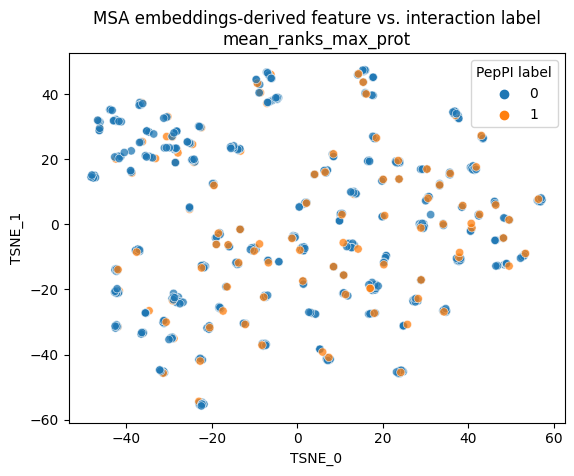 MSA embeddings-derived feature vs. interaction label
mean_ranks_max_prot
PepPI label
0
1
TSNE_1
40
20
0
−20
−40
−60
−40
−20
0
20
40
60
TSNE_0